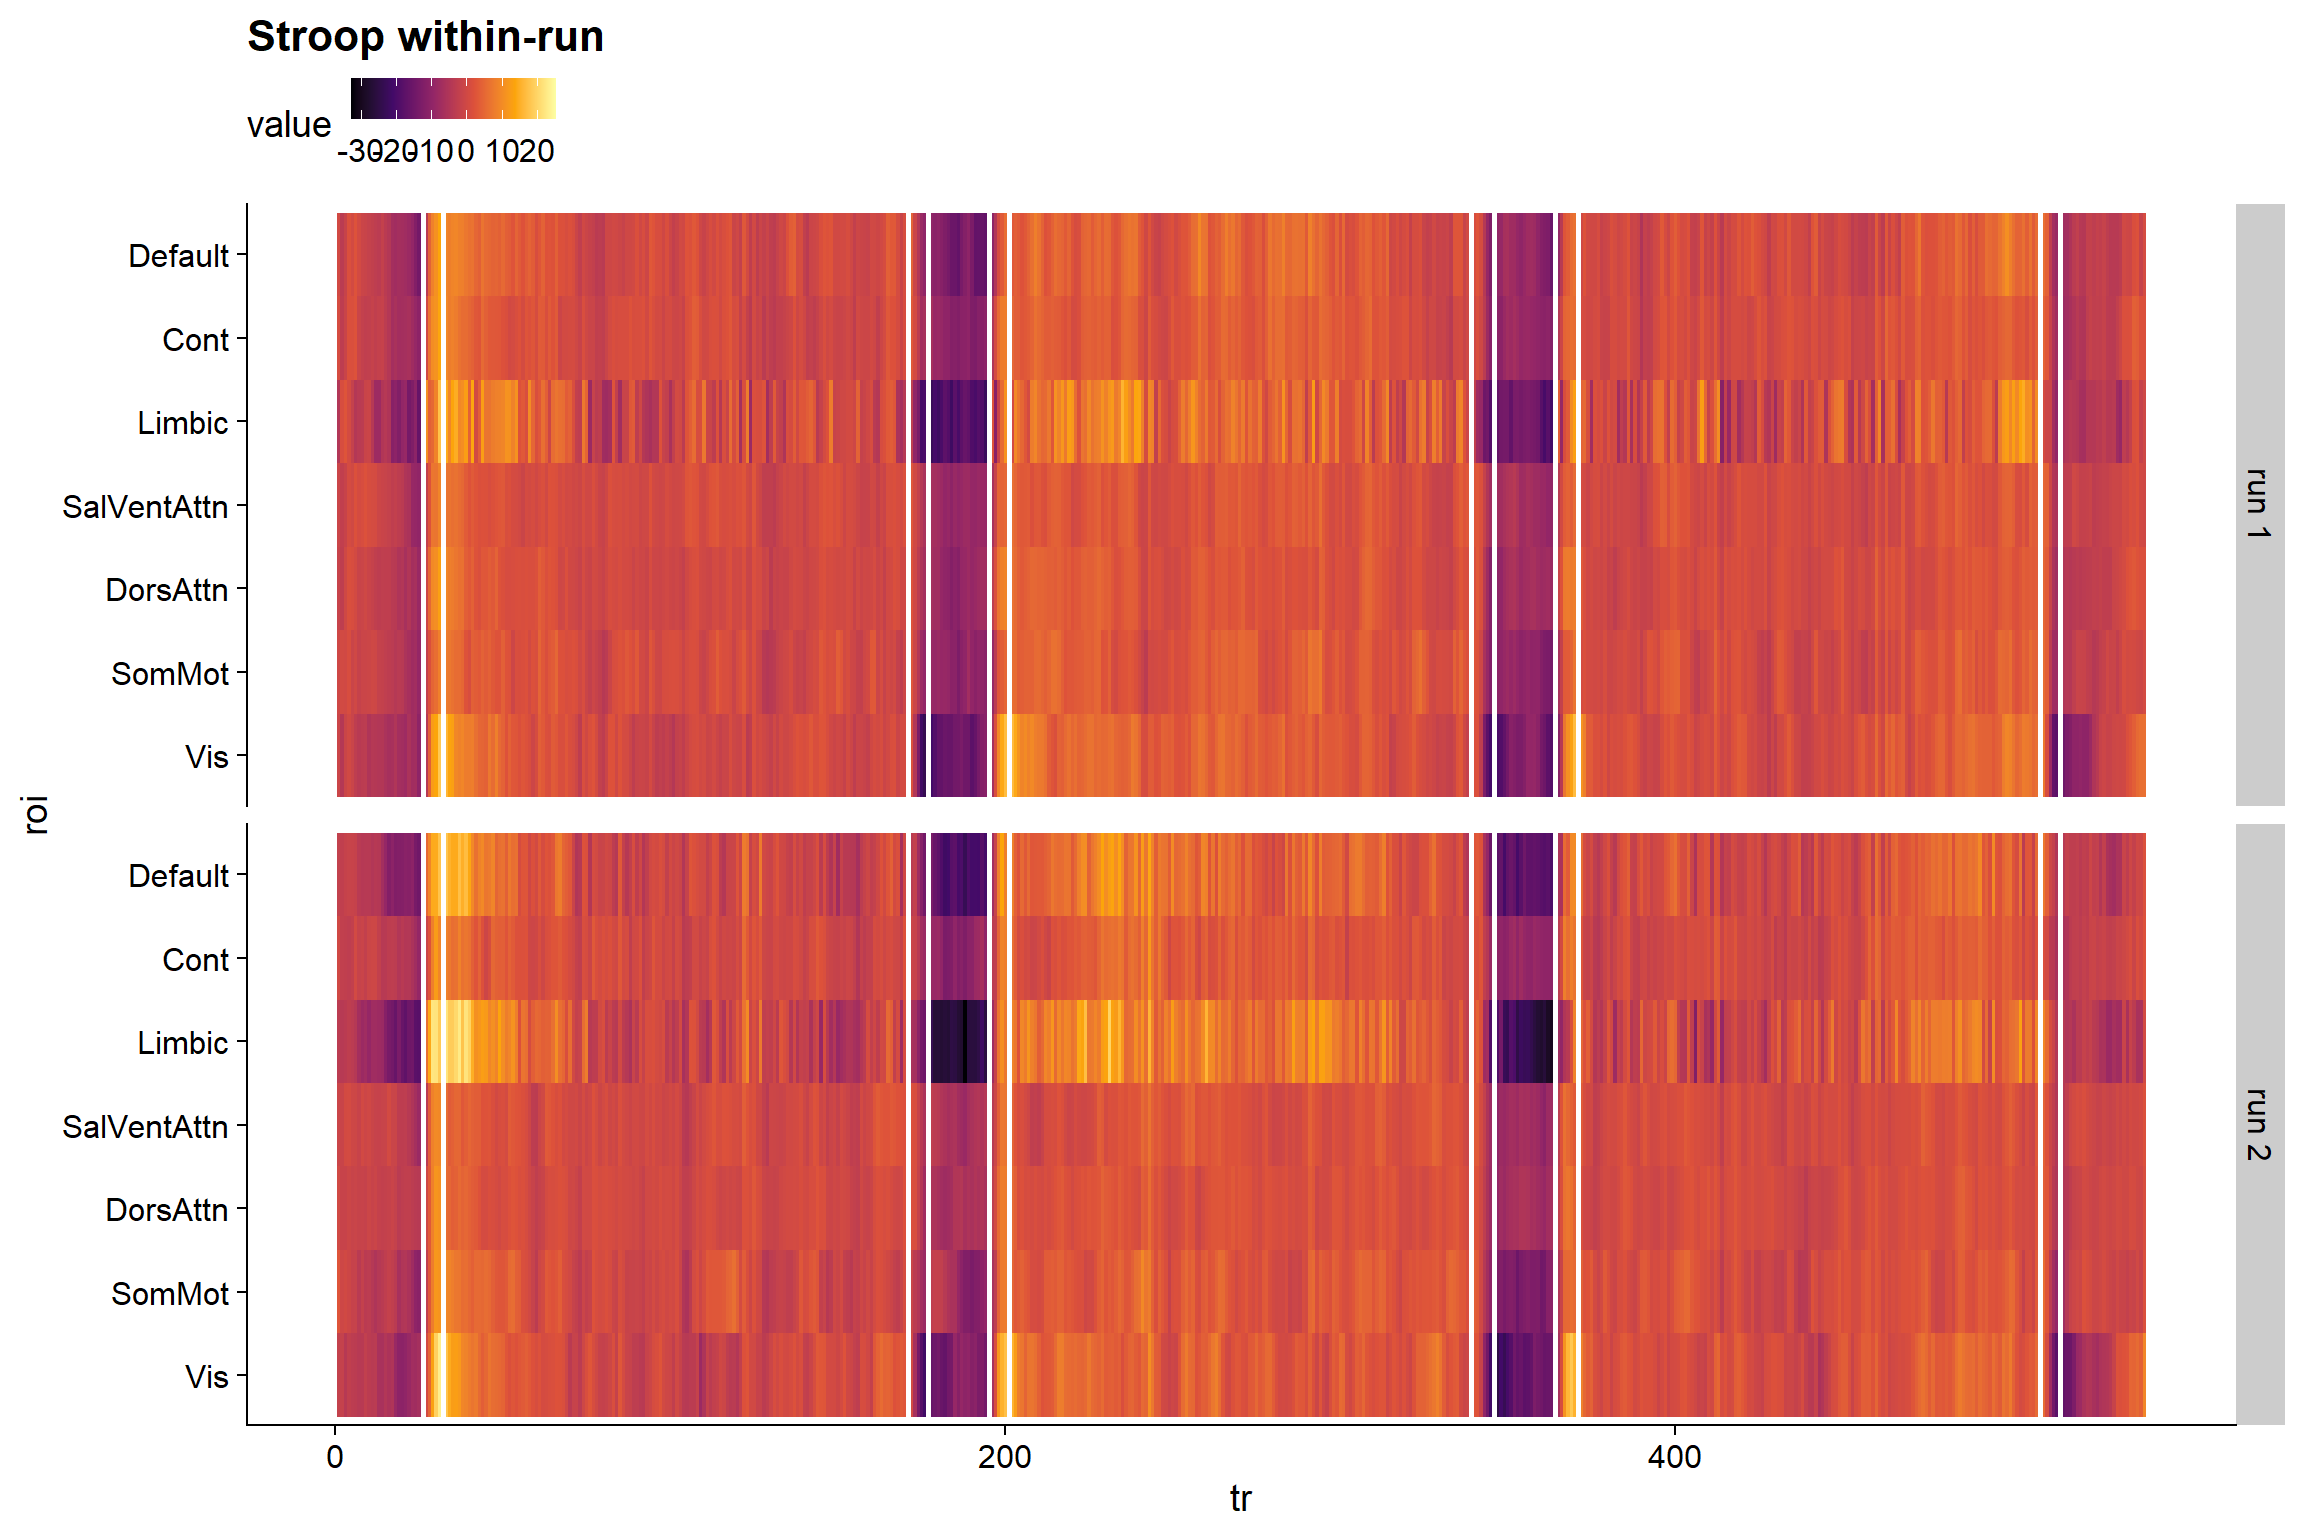 Stroop within-run
value
-30 -20 -10 0 10 20
Default
Cont
Limbic
SalVentAttn
DorsAttn
SomMot
Vis
run 1
roi
Default
Cont
Limbic
SalVentAttn
DorsAttn
SomMot
Vis
run 2
0 200 400
tr